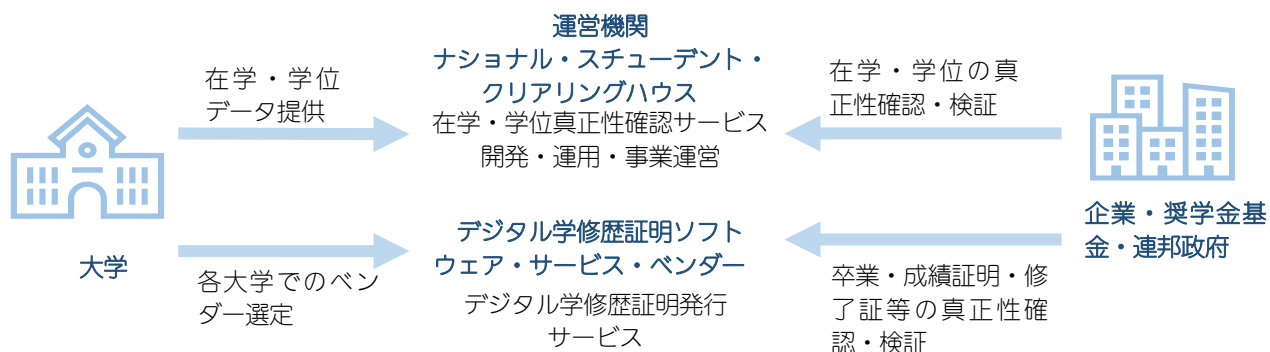 運営機関
ナショナル・スチューデント・
クリアリングハウス
在学・学位真正性確認サービス
開発・運用・事業運営
在学・学位
データ提供
在学・学位の真
正性確認・検証
大学
企業・奨学金基
金・連邦政府
デジタル学修歴証明ソフト
ウェア・サービス・ベンダー
デジタル学修歴証明発行
サービス
各大学でのベン
ダー選定
卒業・成績証明・修
了証等の真正性確
認・検証